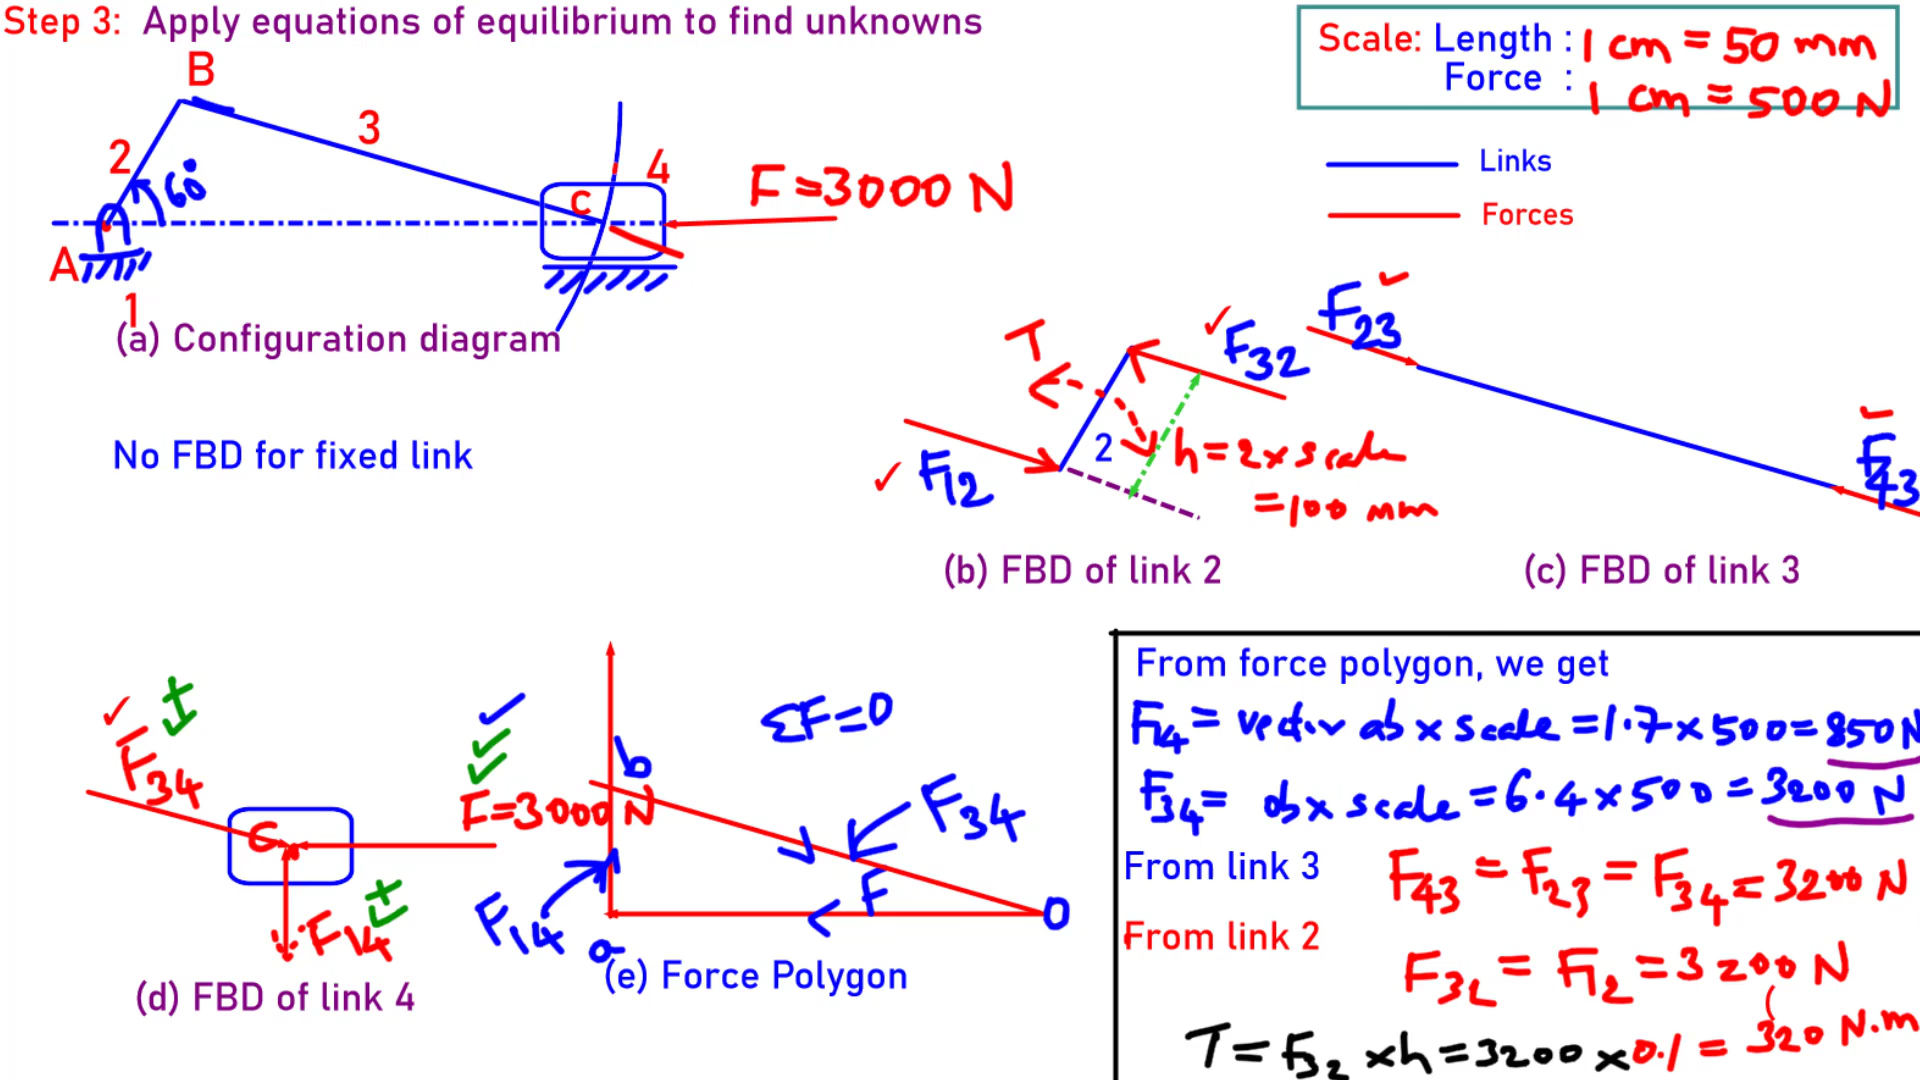 Step 3: Apply equations of equilibrium to find unknowns
Scale: Length : 1 cm = 50 mm
Force : 1 cm = 500 N
Links
Forces
B
3
2
60°
4
C
F = 3000 N
A
1
(a) Configuration diagram
No FBD for fixed link
T
F32
F12
2
h = 2 x scale
= 100 mm
(b) FBD of link 2
F23
F43
(c) FBD of link 3
F34
C
F = 3000 N
F14
(d) FBD of link 4
ΣF = 0
b
F34
F
F14
a
O
(e) Force Polygon
From force polygon, we get
F14 = vector ab x scale = 1.7 x 500 = 850 N
F34 = ob x scale = 6.4 x 500 = 3200 N
From link 3 F43 = F23 = F34 = 3200 N
From link 2
F32 = F12 = 3200 N
T = F32 x h = 3200 x 0.1 = 320 N.m